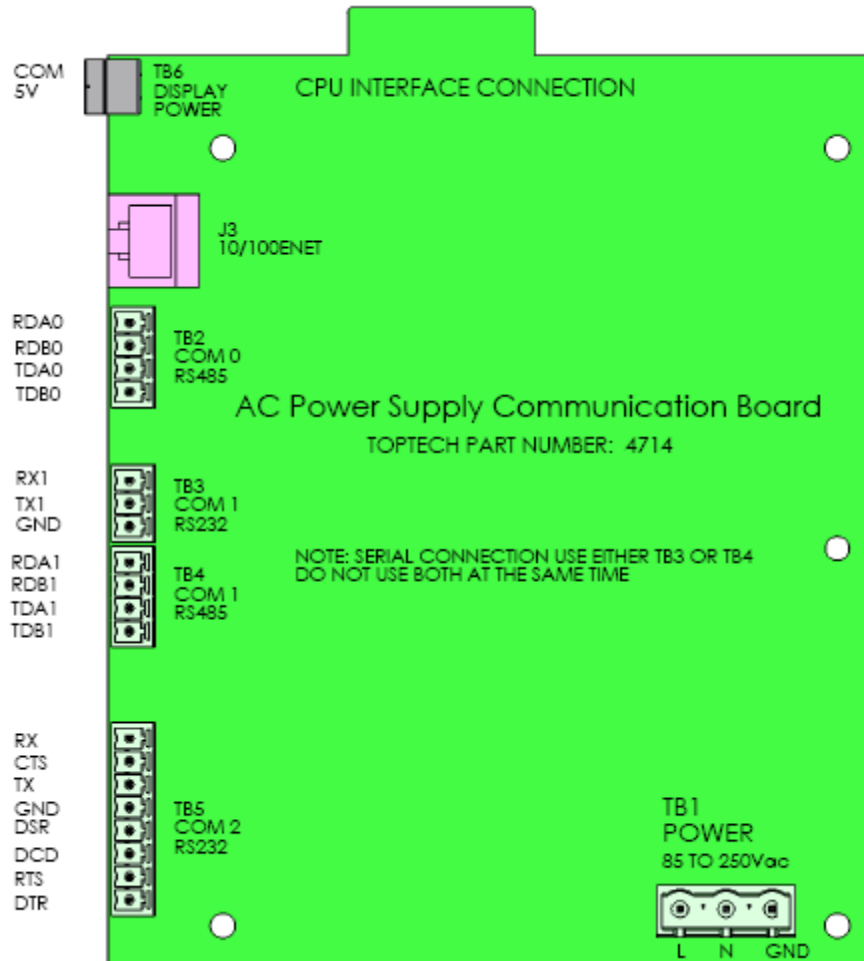 COM
5V
TB6
DISPLAY
POWER
CPU INTERFACE CONNECTION
J3
10/100ENET
RDA0
RDB0
TDA0
TDB0
TB2
COM 0
RS485
AC Power Supply Communication Board
TOPTECH PART NUMBER: 4714
RX1
TX1
GND
TB3
COM 1
RS232
RDA1
RDB1
TDA1
TDB1
TB4
COM 1
RS485
NOTE: SERIAL CONNECTION USE EITHER TB3 OR TB4
DO NOT USE BOTH AT THE SAME TIME
RX
CTS
TX
GND
DSR
DCD
RTS
DTR
TB5
COM 2
RS232
TB1
POWER
85 TO 250Vac
L N GND